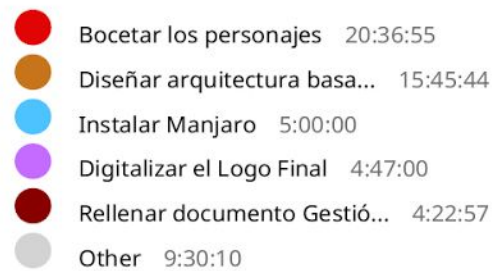 Bocetar los personajes 20:36:55
Diseñar arquitectura basa... 15:45:44
Instalar Manjaro 5:00:00
Digitalizar el Logo Final 4:47:00
Rellenar documento Gestió... 4:22:57
Other 9:30:10